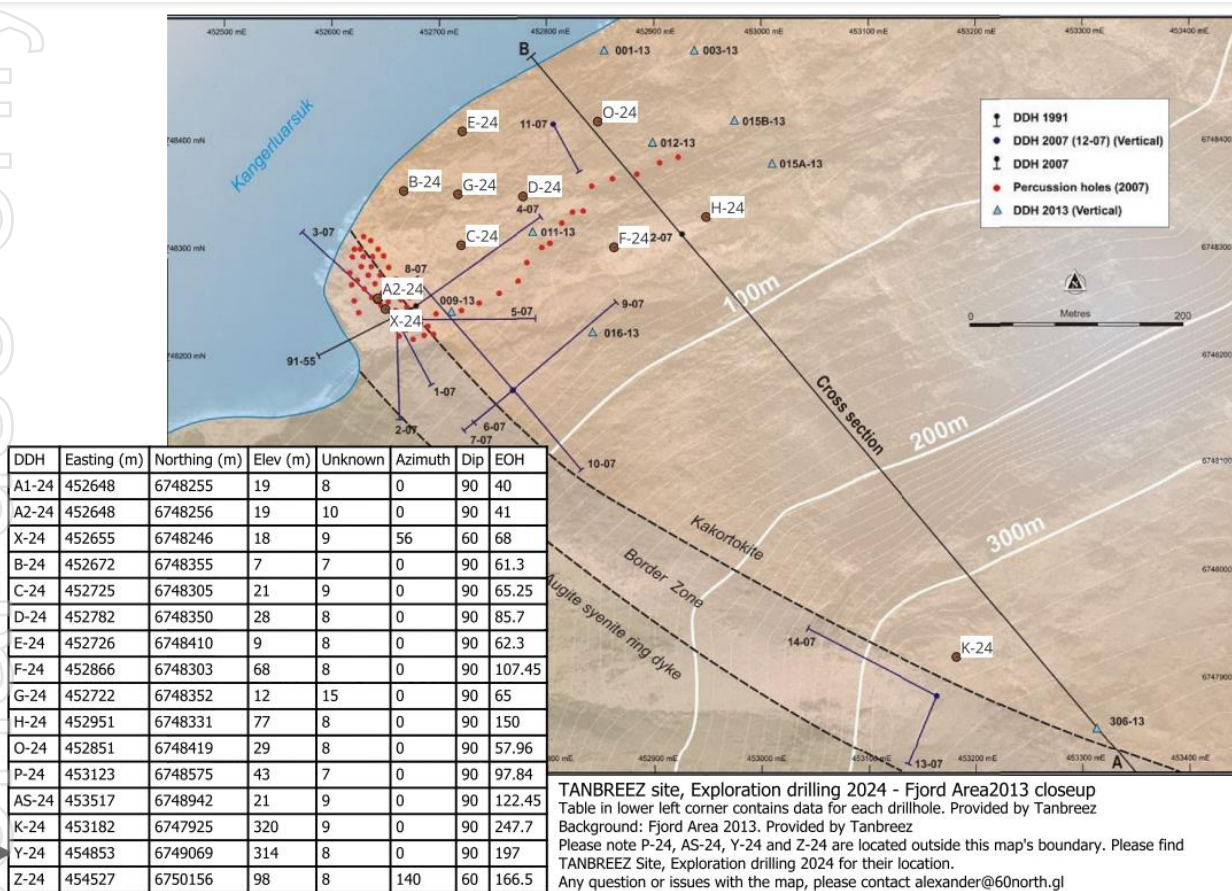 452500 mE
452600 mE
452700 mE
452800 mE
452900 mE
453000 mE
453100 mE
453200 mE
453300 mE
453400 mE
B
001-13
003-13
O-24
E-24
11-07
015B-13
012-13
015A-13
Kangerluarsuk
B-24
G-24
D-24
4-07
H-24
3-07
C-24
011-13
F-24
2-07
8-07
A2-24
009-13
X-24
5-07
9-07
016-13
91-55
1-07
2-07
6-07
7-07
10-07
DDH 1991
DDH 2007 (12-07) (Vertical)
DDH 2007
Percussion holes (2007)
DDH 2013 (Vertical)
N
0 Metres 200
748400 mN
748300 mN
748200 mN
6748400
6748300
6748200
6748100
6748000
6747900
100m
200m
300m
Cross section
Kakortokite
Border Zone
Augite syenite ring dyke
14-07
K-24
306-13
13-07
A
00 mE
452900 mE
453000 mE
453100 mE
453200 mE
453300 mE
453400 mE
DDH Easting (m) Northing (m) Elev (m) Unknown Azimuth Dip EOH
A1-24 452648 6748255 19 8 0 90 40
A2-24 452648 6748256 19 10 0 90 41
X-24 452655 6748246 18 9 56 60 68
B-24 452672 6748355 7 7 0 90 61.3
C-24 452725 6748305 21 9 0 90 65.25
D-24 452782 6748350 28 8 0 90 85.7
E-24 452726 6748410 9 8 0 90 62.3
F-24 452866 6748303 68 8 0 90 107.45
G-24 452722 6748352 12 15 0 90 65
H-24 452951 6748331 77 8 0 90 150
O-24 452851 6748419 29 8 0 90 57.96
P-24 453123 6748575 43 7 0 90 97.84
AS-24 453517 6748942 21 9 0 90 122.45
K-24 453182 6747925 320 9 0 90 247.7
Y-24 454853 6749069 314 8 0 90 197
Z-24 454527 6750156 98 8 140 60 166.5
TANBREEZ site, Exploration drilling 2024 - Fjord Area2013 closeup
Table in lower left corner contains data for each drillhole. Provided by Tanbreez
Background: Fjord Area 2013. Provided by Tanbreez
Please note P-24, AS-24, Y-24 and Z-24 are located outside this map's boundary. Please find
TANBREEZ Site, Exploration drilling 2024 for their location.
Any question or issues with the map, please contact alexander@60north.gl